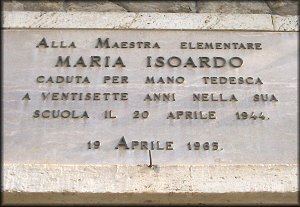 Alla Maestra elementare
MARIA ISOARDO
CADUTA PER MANO TEDESCA
A VENTISETTE ANNI NELLA SUA
SCUOLA IL 20 APRILE 1944.
19 Aprile 1965.